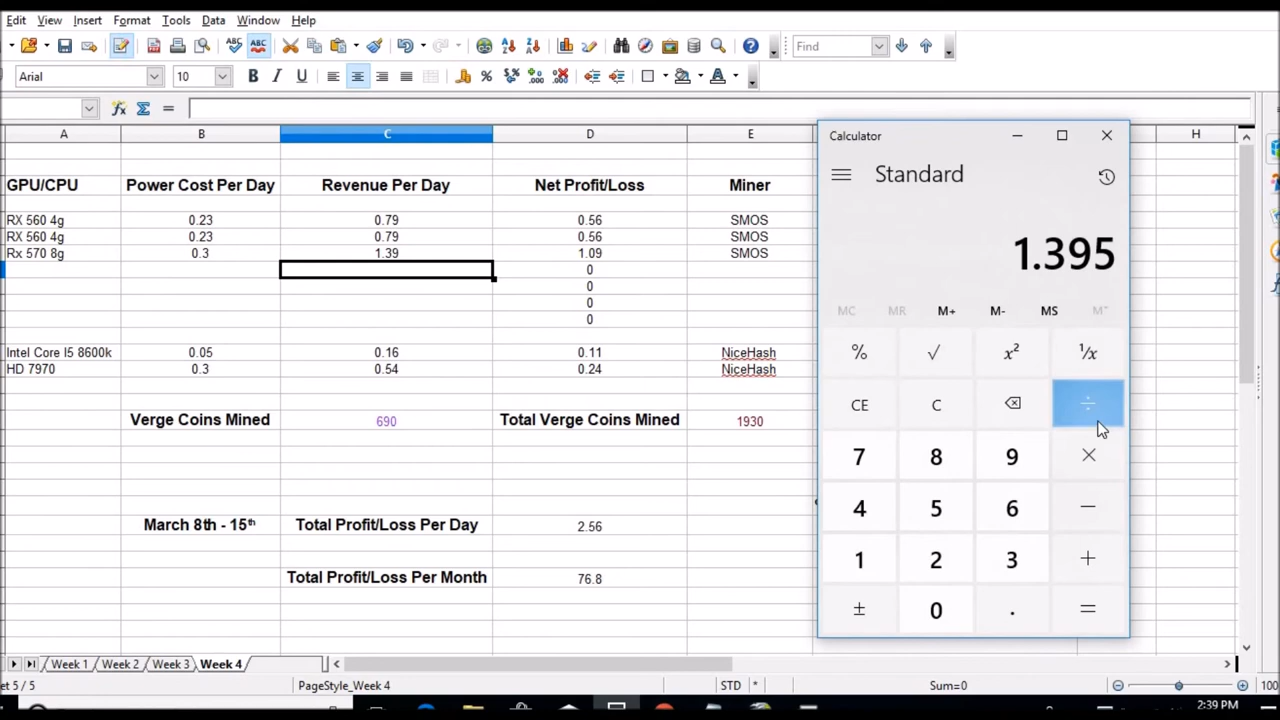 Edit View Insert Format Tools Data Window Help
Find
Arial 10
A B C D E H
GPU/CPU Power Cost Per Day Revenue Per Day Net Profit/Loss Miner
RX 560 4g 0.23 0.79 0.56 SMOS
RX 560 4g 0.23 0.79 0.56 SMOS
Rx 570 8g 0.3 1.39 1.09 SMOS
0
0
0
0
Intel Core I5 8600k 0.05 0.16 0.11 NiceHash
HD 7970 0.3 0.54 0.24 NiceHash
Verge Coins Mined 690 Total Verge Coins Mined 1930
March 8th - 15th Total Profit/Loss Per Day 2.56
Total Profit/Loss Per Month 76.8
Calculator
Standard
1.395
MC MR M+ M- MS M˅
% √ x² ¹/x
CE C ÷
7 8 9 ×
4 5 6 −
1 2 3 +
± 0 . =
Week 1 Week 2 Week 3 Week 4
et 5 / 5 PageStyle_Week 4 STD * Sum=0 100
2:39 PM